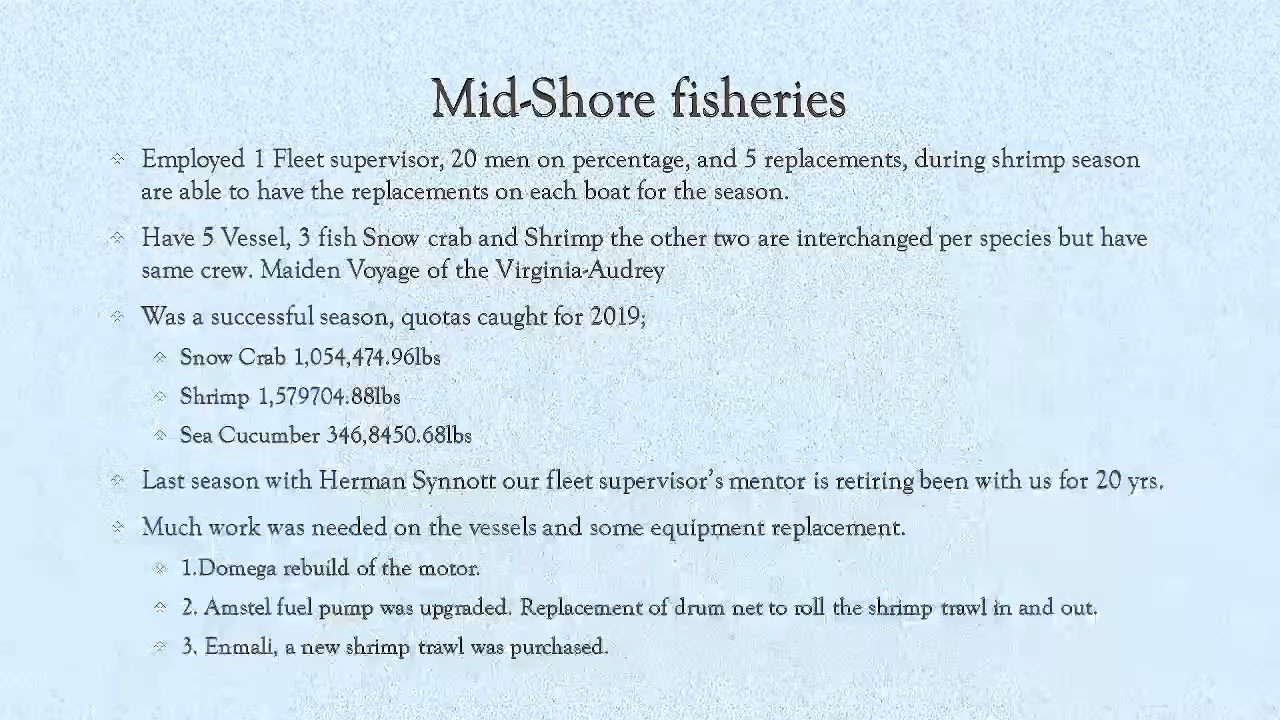 Mid-Shore fisheries
Employed 1 Fleet supervisor, 20 men on percentage, and 5 replacements, during shrimp season
are able to have the replacements on each boat for the season.
Have 5 Vessel, 3 fish Snow crab and Shrimp the other two are interchanged per species but have
same crew. Maiden Voyage of the Virginia-Audrey
Was a successful season, quotas caught for 2019;
Snow Crab 1,054,474.96lbs
Shrimp 1,579704.88lbs
Sea Cucumber 346,8450.68lbs
Last season with Herman Synnott our fleet supervisor's mentor is retiring been with us for 20 yrs.
Much work was needed on the vessels and some equipment replacement.
1.Domega rebuild of the motor.
2. Amstel fuel pump was upgraded. Replacement of drum net to roll the shrimp trawl in and out.
3. Enmali, a new shrimp trawl was purchased.